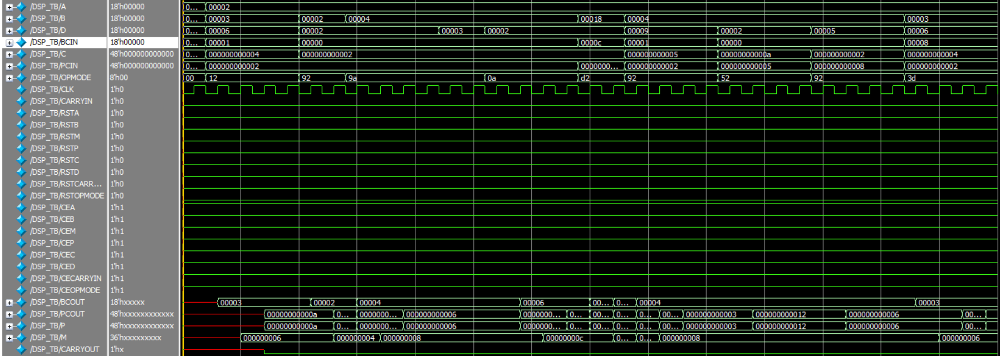 /DSP_TB/A 18'h00000 0... 00002
/DSP_TB/B 18'h00000 0... 00003 00002 00004 00018 00004 00003
/DSP_TB/D 18'h00000 0... 00006 00002 00003 00002 00009 00002 00005 00006
/DSP_TB/BCIN 18'h00000 0... 00001 00000 0000c 00001 00000 00008
/DSP_TB/C 48'h000000000000 0... 000000000004 000000000002 000000000005 00000000000a 000000000002 000000000004
/DSP_TB/PCIN 48'h000000000000 0... 000000000002 0000000... 000000000002 000000000005 000000000008 000000000002
/DSP_TB/OPMODE 8'h00 00 12 92 9a 0a d2 92 52 92 3d
/DSP_TB/CLK 1'h0
/DSP_TB/CARRYIN 1'h0
/DSP_TB/RSTA 1'h0
/DSP_TB/RSTB 1'h0
/DSP_TB/RSTM 1'h0
/DSP_TB/RSTP 1'h0
/DSP_TB/RSTC 1'h0
/DSP_TB/RSTD 1'h0
/DSP_TB/RSTCARR... 1'h0
/DSP_TB/RSTOPMODE 1'h0
/DSP_TB/CEA 1'h1
/DSP_TB/CEB 1'h1
/DSP_TB/CEM 1'h1
/DSP_TB/CEP 1'h1
/DSP_TB/CEC 1'h1
/DSP_TB/CED 1'h1
/DSP_TB/CECARRYIN 1'h1
/DSP_TB/CEOPMODE 1'h1
/DSP_TB/BCOUT 18'hxxxxx 00003 00002 00004 00006 00... 0... 00004 00003
/DSP_TB/PCOUT 48'hxxxxxxxxxxxx 00000000000a 0... 0000000... 000000000006 0000000... 0... 00... 0... 0... 00... 000000000003 000000000012 000000000006 00...
/DSP_TB/P 48'hxxxxxxxxxxxx 00000000000a 0... 0000000... 000000000006 0000000... 0... 00... 0... 0... 00... 000000000003 000000000012 000000000006 00...
/DSP_TB/M 36'hxxxxxxxxx 000000006 000000004 000000008 00000000c 0... 0... 000000008 000000006
/DSP_TB/CARRYOUT 1'hx